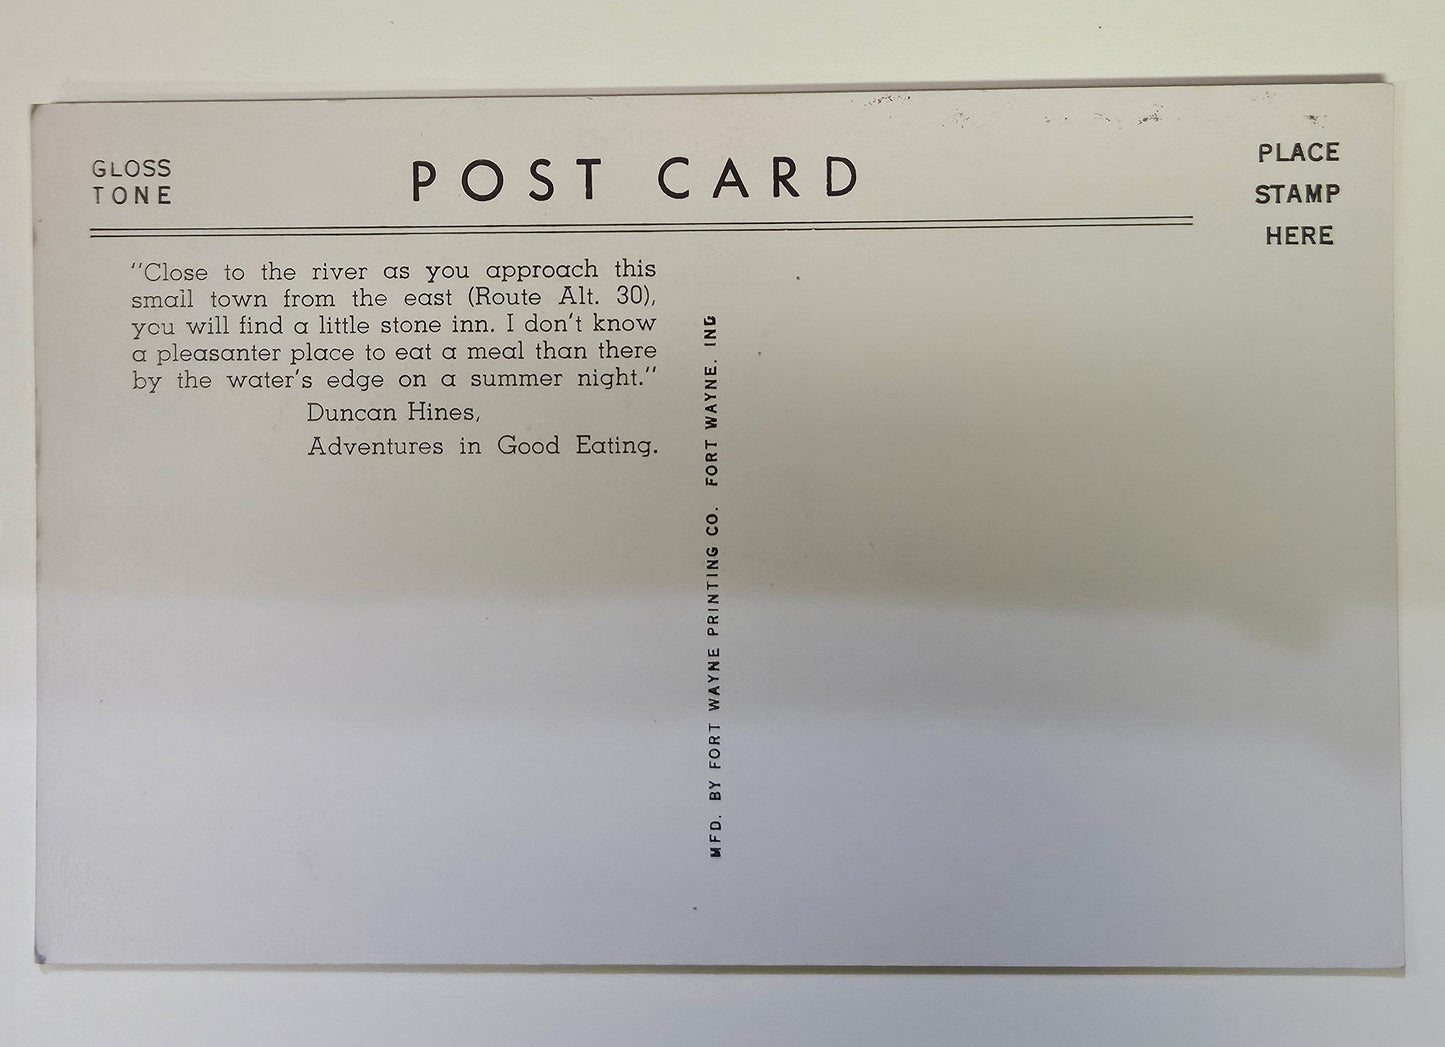 GLOSS
TONE
POST CARD
PLACE
STAMP
HERE
"Close to the river as you approach this
small town from the east (Route Alt. 30),
you will find a little stone inn. I don't know
a pleasanter place to eat a meal than there
by the water's edge on a summer night."
Duncan Hines,
Adventures in Good Eating.
MFD. BY FORT WAYNE PRINTING CO. FORT WAYNE. IND